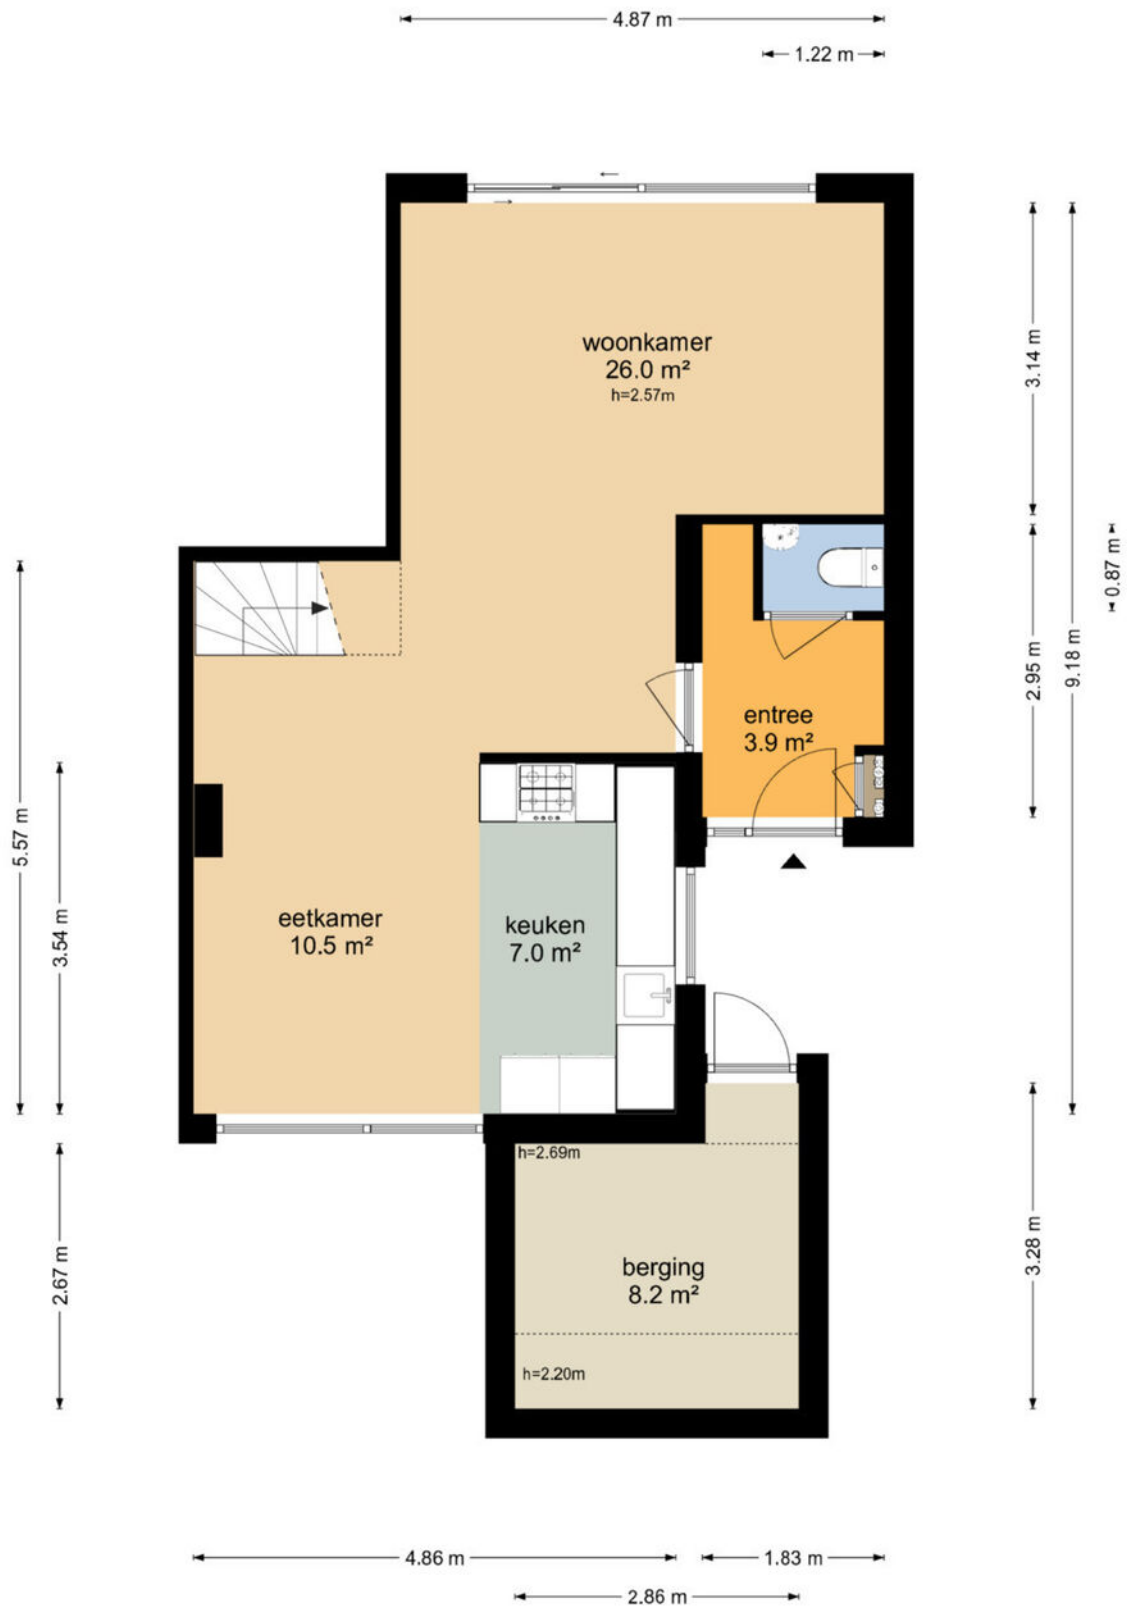 4.87 m
1.22 m
woonkamer
26.0 m²
h=2.57m
3.14 m
0.87 m
2.95 m
9.18 m
entree
3.9 m²
5.57 m
3.54 m
eetkamer
10.5 m²
keuken
7.0 m²
h=2.69m
2.67 m
berging
8.2 m²
3.28 m
h=2.20m
4.86 m
1.83 m
2.86 m